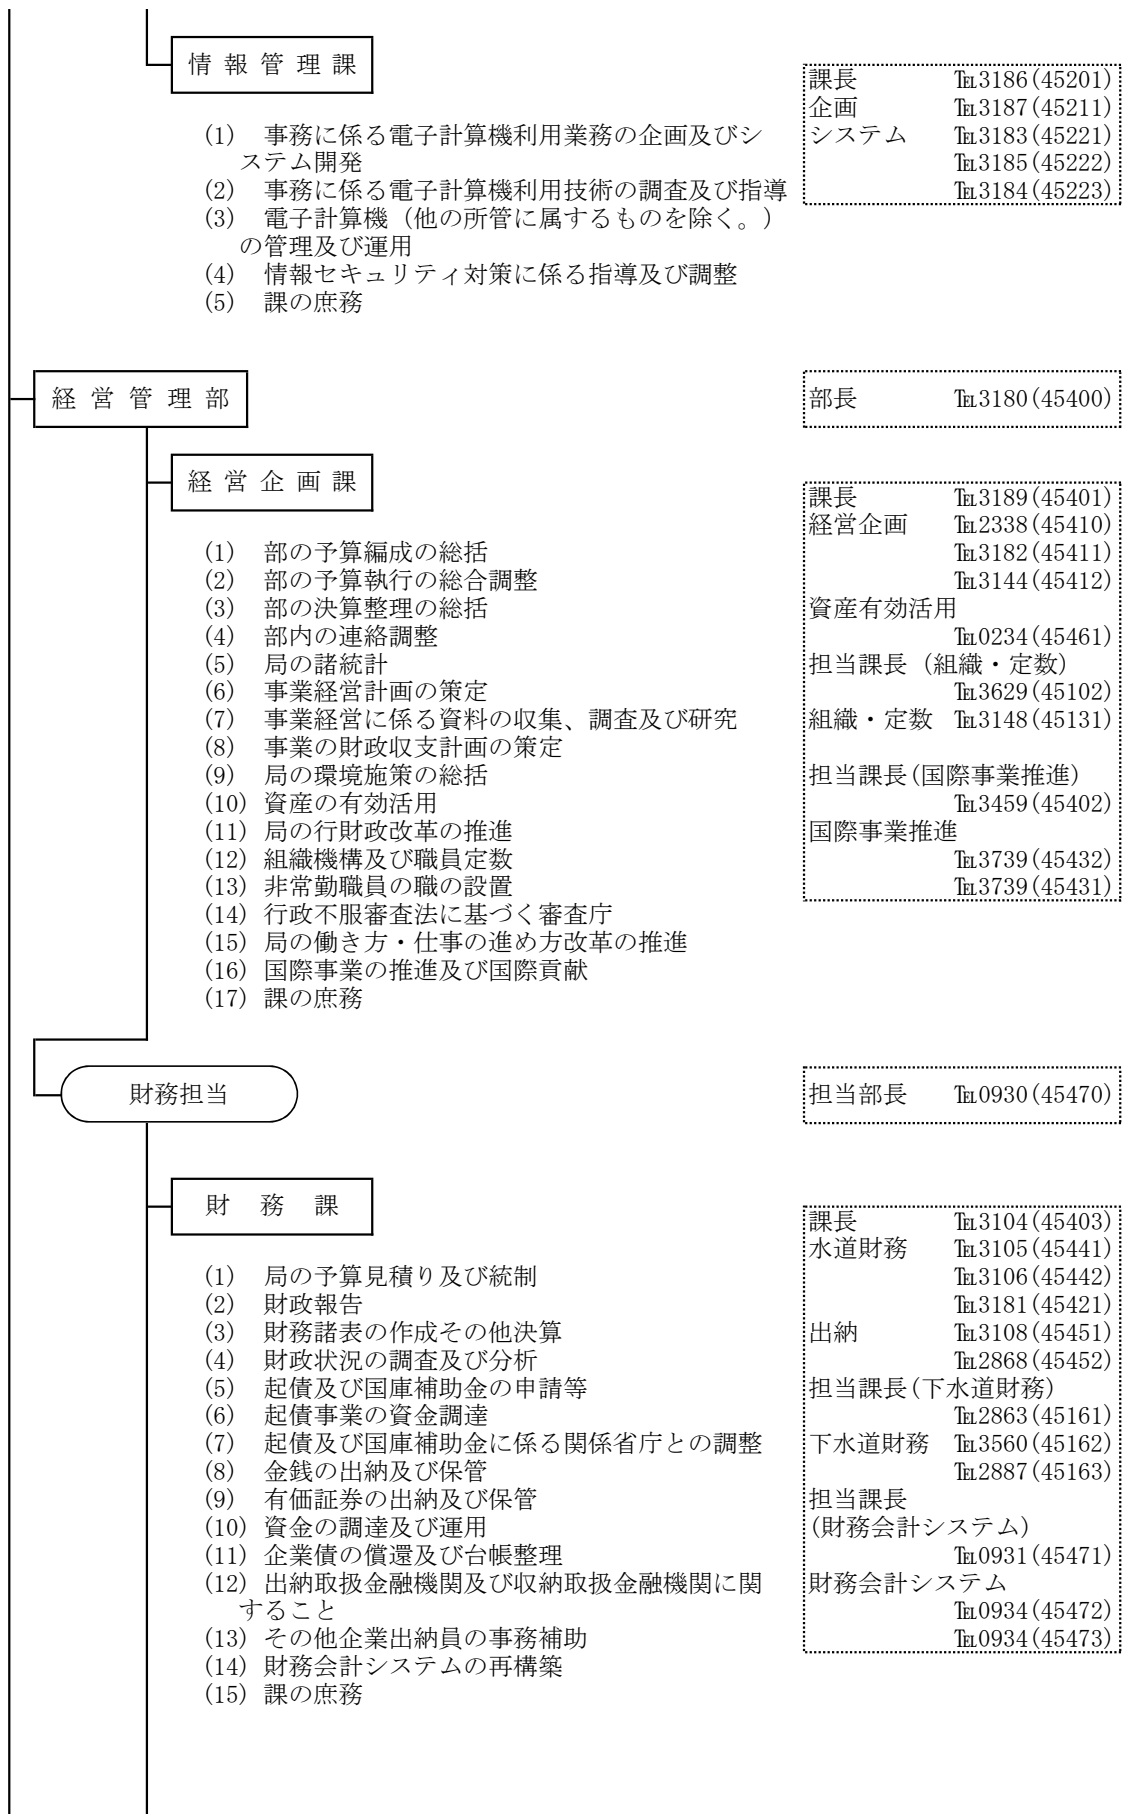 情報管理課
課長 ℡3186(45201)
企画 ℡3187(45211)
システム ℡3183(45221)
℡3185(45222)
℡3184(45223)
(1) 事務に係る電子計算機利用業務の企画及びシ
ステム開発
(2) 事務に係る電子計算機利用技術の調査及び指導
(3) 電子計算機（他の所管に属するものを除く。）
の管理及び運用
(4) 情報セキュリティ対策に係る指導及び調整
(5) 課の庶務
経営管理部
部長 ℡3180(45400)
経営企画課
課長 ℡3189(45401)
経営企画 ℡2338(45410)
℡3182(45411)
℡3144(45412)
資産有効活用
℡0234(45461)
担当課長（組織・定数）
℡3629(45102)
組織・定数 ℡3148(45131)
担当課長(国際事業推進)
℡3459(45402)
国際事業推進
℡3739(45432)
℡3739(45431)
(1) 部の予算編成の総括
(2) 部の予算執行の総合調整
(3) 部の決算整理の総括
(4) 部内の連絡調整
(5) 局の諸統計
(6) 事業経営計画の策定
(7) 事業経営に係る資料の収集、調査及び研究
(8) 事業の財政収支計画の策定
(9) 局の環境施策の総括
(10) 資産の有効活用
(11) 局の行財政改革の推進
(12) 組織機構及び職員定数
(13) 非常勤職員の職の設置
(14) 行政不服審査法に基づく審査庁
(15) 局の働き方・仕事の進め方改革の推進
(16) 国際事業の推進及び国際貢献
(17) 課の庶務
財務担当
担当部長 ℡0930(45470)
財務課
課長 ℡3104(45403)
水道財務 ℡3105(45441)
℡3106(45442)
℡3181(45421)
出納 ℡3108(45451)
℡2868(45452)
担当課長(下水道財務)
℡2863(45161)
下水道財務 ℡3560(45162)
℡2887(45163)
担当課長
(財務会計システム)
℡0931(45471)
財務会計システム
℡0934(45472)
℡0934(45473)
(1) 局の予算見積り及び統制
(2) 財政報告
(3) 財務諸表の作成その他決算
(4) 財政状況の調査及び分析
(5) 起債及び国庫補助金の申請等
(6) 起債事業の資金調達
(7) 起債及び国庫補助金に係る関係省庁との調整
(8) 金銭の出納及び保管
(9) 有価証券の出納及び保管
(10) 資金の調達及び運用
(11) 企業債の償還及び台帳整理
(12) 出納取扱金融機関及び収納取扱金融機関に関
すること
(13) その他企業出納員の事務補助
(14) 財務会計システムの再構築
(15) 課の庶務